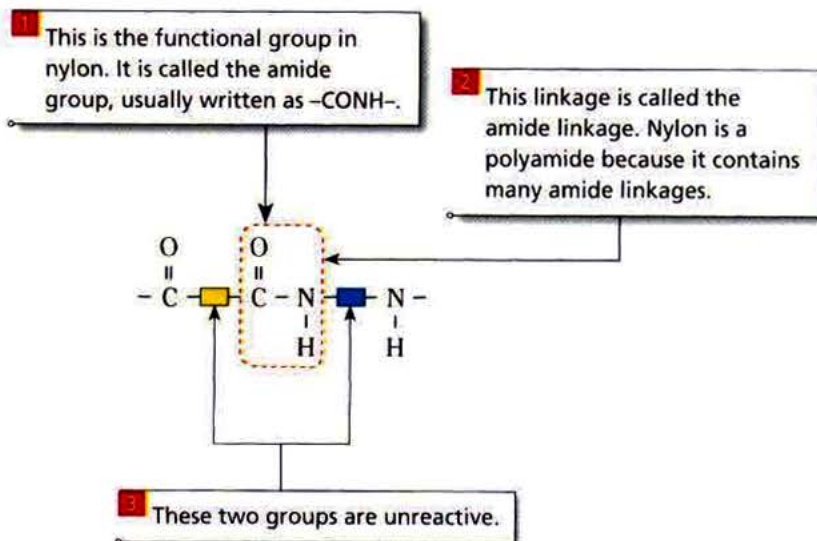 1
This is the functional group in
nylon. It is called the amide
group, usually written as –CONH–.
2
This linkage is called the
amide linkage. Nylon is a
polyamide because it contains
many amide linkages.
O O
|| ||
– C – – C – N – – N –
| |
H H
3
These two groups are unreactive.